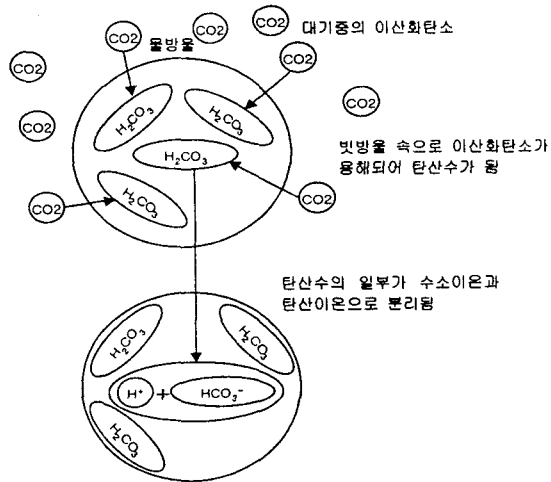 CO2
CO2
CO2
대기중의 이산화탄소
물방울
CO2
CO2
CO2
CO2
H₂CO₃
H₂CO₃
빗방울 속으로 이산화탄소가
H₂CO₃
용해되어 탄산수가 됨
H₂CO₃
CO2
CO2
탄산수의 일부가 수소이온과
탄산이온으로 분리됨
H₂CO₃
H₂CO₃
H⁺ + HCO₃⁻
H₂CO₃